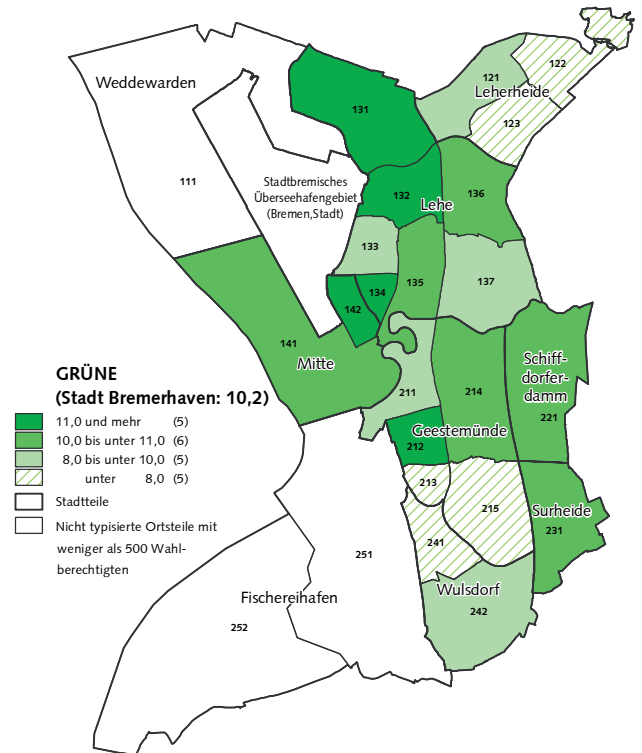 122
121
Weddewarden
Leherheide
131
123
111
Stadtbremisches
Überseehafengebiet
(Bremen,Stadt)
132
136
Lehe
133
135
137
134
142
141
Mitte
Schiff-
dorfer-
damm
GRÜNE
(Stadt Bremerhaven: 10,2)
211
214
221
11,0 und mehr (5)
10,0 bis unter 11,0 (6)
8,0 bis unter 10,0 (5)
unter 8,0 (5)
Stadtteile
Nicht typisierte Ortsteile mit
weniger als 500 Wahl-
berechtigten
Geestemünde
212
213
215
Surheide
231
241
251
Wulsdorf
242
Fischereihafen
252